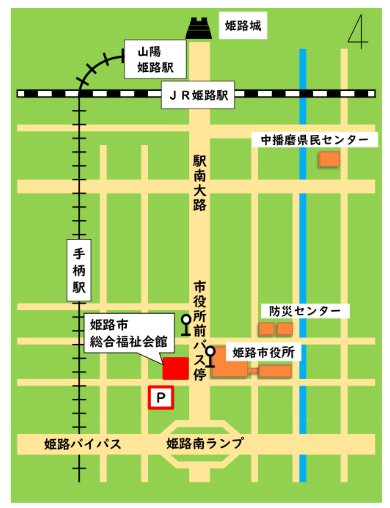 姫路城
山陽
姫路駅
JR姫路駅
中播磨県民センター
駅南大路
手柄駅
市役所前バス停
防災センター
姫路市
総合福祉会館
姫路市役所
P
姫路バイパス
姫路南ランプ